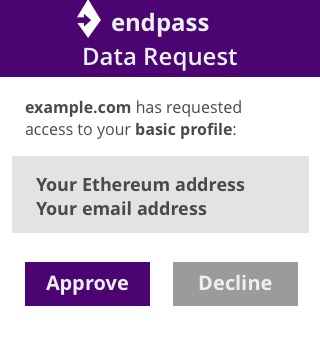 endpass
Data Request
example.com has requested
access to your basic profile:
Your Ethereum address
Your email address
Approve
Decline